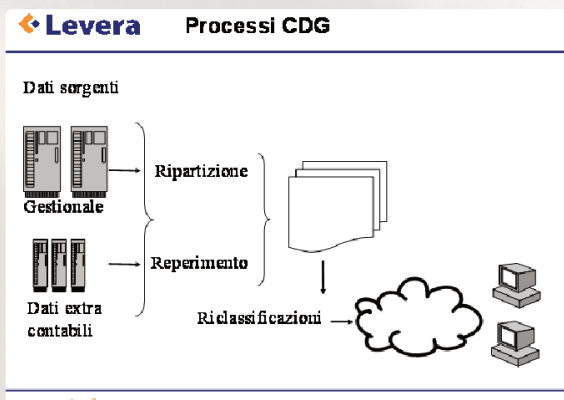 Levera
Processi CDG
Dati sorgenti
Ripartizione
Gestionale
Reperimento
Dati extra
contabili
Riclassificazioni